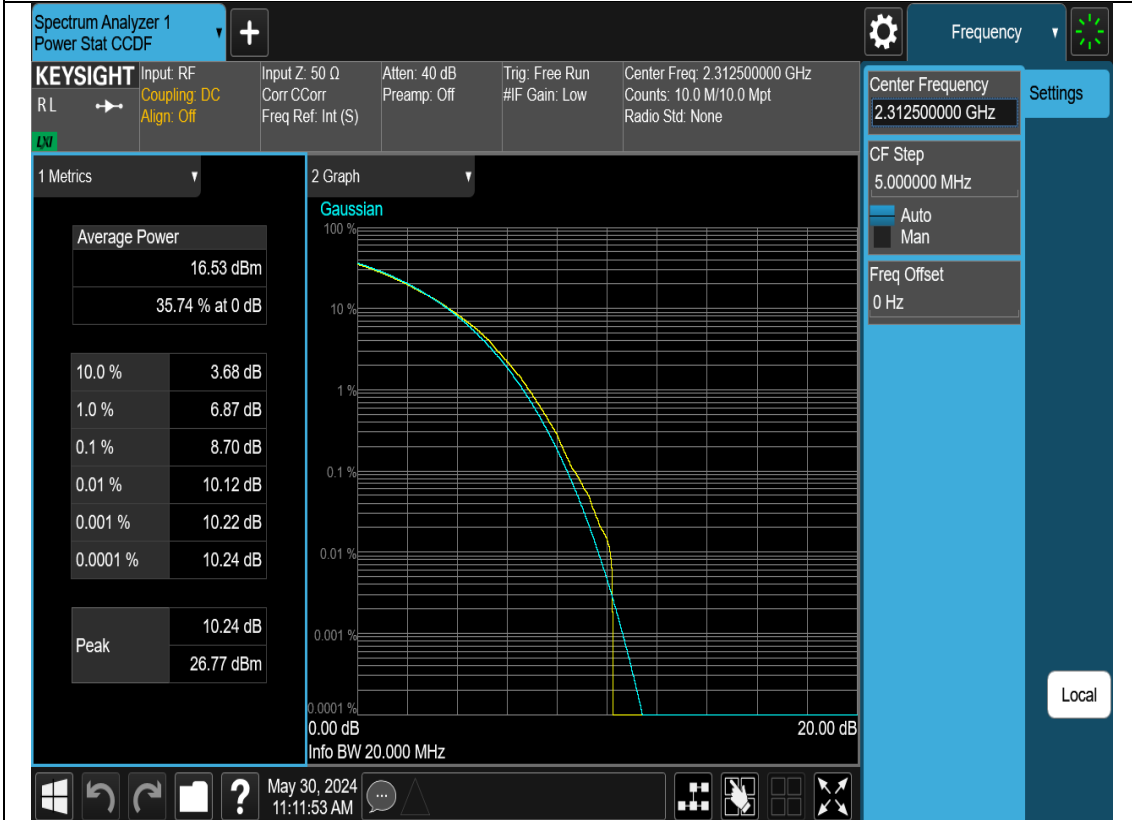 Spectrum Analyzer 1
Power Stat CCDF
+
Frequency
KEYSIGHT
RL
LXI
Input: RF
Coupling: DC
Align: Off
Input Z: 50 Ω
Corr CCorr
Freq Ref: Int (S)
Atten: 40 dB
Preamp: Off
Trig: Free Run
#IF Gain: Low
Center Freq: 2.312500000 GHz
Counts: 10.0 M/10.0 Mpt
Radio Std: None
Center Frequency
2.312500000 GHz
Settings
CF Step
5.000000 MHz
Auto
Man
Freq Offset
0 Hz
1 Metrics
Average Power
16.53 dBm
35.74 % at 0 dB
10.0 % 3.68 dB
1.0 % 6.87 dB
0.1 % 8.70 dB
0.01 % 10.12 dB
0.001 % 10.22 dB
0.0001 % 10.24 dB
Peak
10.24 dB
26.77 dBm
2 Graph
Gaussian
100 %
10 %
1 %
0.1 %
0.01 %
0.001 %
0.0001 %
0.00 dB 20.00 dB
Info BW 20.000 MHz
Local
?
May 30, 2024
11:11:53 AM